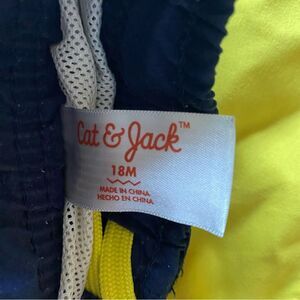 Cat & Jack™
18M
MADE IN CHINA
HECHO EN CHINA